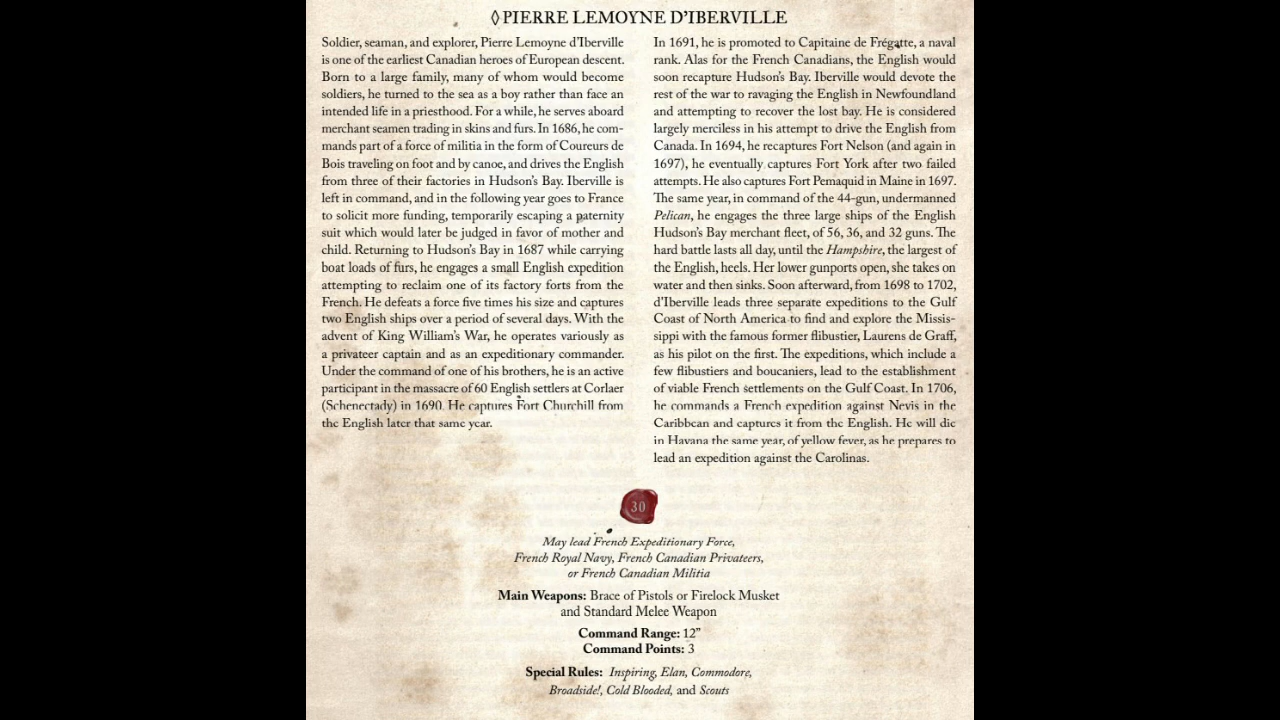 ◊PIERRE LEMOYNE D'IBERVILLE
Soldier, seaman, and explorer, Pierre Lemoyne d'Iberville
is one of the earliest Canadian heroes of European descent.
Born to a large family, many of whom would become
soldiers, he turned to the sea as a boy rather than face an
intended life in a priesthood. For a while, he serves aboard
merchant seamen trading in skins and furs. In 1686, he com-
mands part of a force of militia in the form of Coureurs de
Bois traveling on foot and by canoe, and drives the English
from three of their factories in Hudson's Bay. Iberville is
left in command, and in the following year goes to France
to solicit more funding, temporarily escaping a paternity
suit which would later be judged in favor of mother and
child. Returning to Hudson's Bay in 1687 while carrying
boat loads of furs, he engages a small English expedition
attempting to reclaim one of its factory forts from the
French. He defeats a force five times his size and captures
two English ships over a period of several days. With the
advent of King William's War, he operates variously as
a privateer captain and as an expeditionary commander.
Under the command of one of his brothers, he is an active
participant in the massacre of 60 English settlers at Corlaer
(Schenectady) in 1690. He captures Fort Churchill from
the English later that same year.
In 1691, he is promoted to Capitaine de Frégatte, a naval
rank. Alas for the French Canadians, the English would
soon recapture Hudson's Bay. Iberville would devote the
rest of the war to ravaging the English in Newfoundland
and attempting to recover the lost bay. He is considered
largely merciless in his attempt to drive the English from
Canada. In 1694, he recaptures Fort Nelson (and again in
1697), he eventually captures Fort York after two failed
attempts. He also captures Fort Pemaquid in Maine in 1697.
The same year, in command of the 44-gun, undermanned
Pelican, he engages the three large ships of the English
Hudson's Bay merchant fleet, of 56, 36, and 32 guns. The
hard battle lasts all day, until the Hampshire, the largest of
the English, heels. Her lower gunports open, she takes on
water and then sinks. Soon afterward, from 1698 to 1702,
d'Iberville leads three separate expeditions to the Gulf
Coast of North America to find and explore the Missis-
sippi with the famous former flibustier, Laurens de Graff,
as his pilot on the first. The expeditions, which include a
few flibustiers and boucaniers, lead to the establishment
of viable French settlements on the Gulf Coast. In 1706,
he commands a French expedition against Nevis in the
Caribbean and captures it from the English. He will die
in Havana the same year, of yellow fever, as he prepares to
lead an expedition against the Carolinas.
30
May lead French Expeditionary Force,
French Royal Navy, French Canadian Privateers,
or French Canadian Militia
Main Weapons: Brace of Pistols or Firelock Musket
and Standard Melee Weapon
Command Range: 12"
Command Points: 3
Special Rules: Inspiring, Elan, Commodore,
Broadside!, Cold Blooded, and Scouts